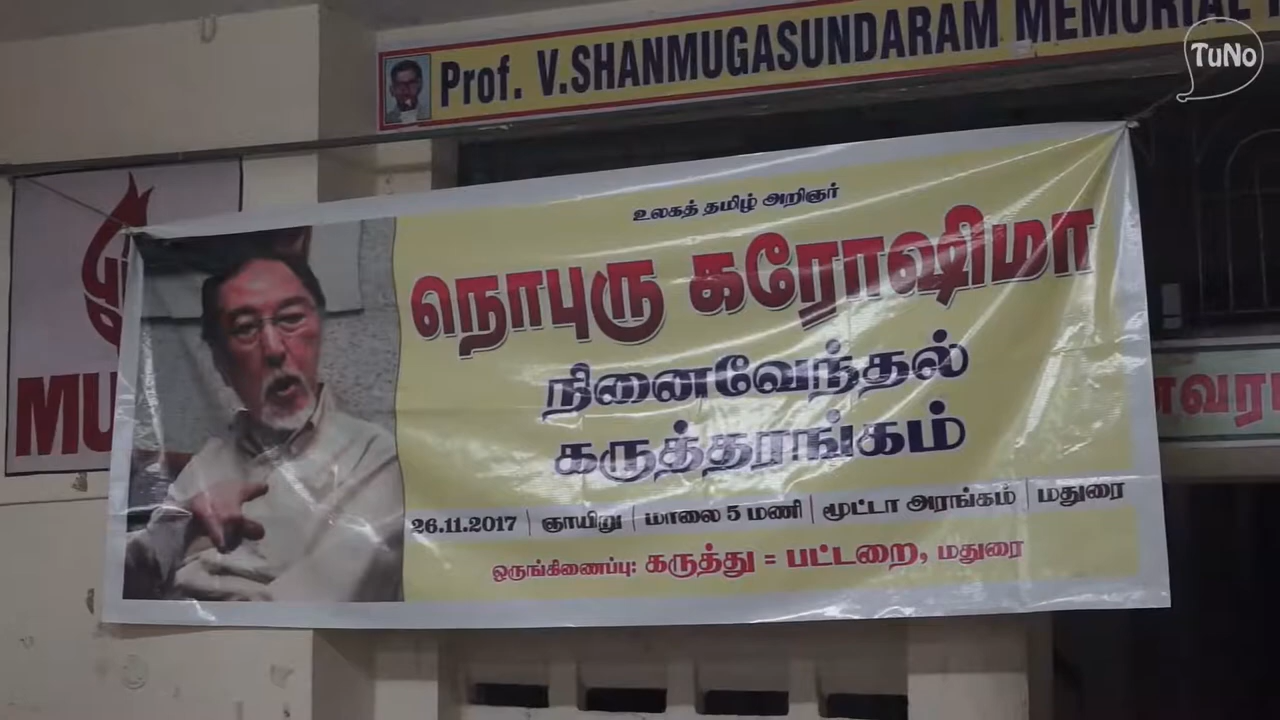 TuNo
Prof. V.SHANMUGASUNDARAM MEMORIAL
உலகத் தமிழ் அறிஞர்
நொபுரு கரோஷிமா
நினைவேந்தல்
கருத்தரங்கம்
26.11.2017 | ஞாயிறு | மாலை 5 மணி | மூட்டா அரங்கம் | மதுரை
ஒருங்கிணைப்பு: கருத்து = பட்டறை, மதுரை
MU